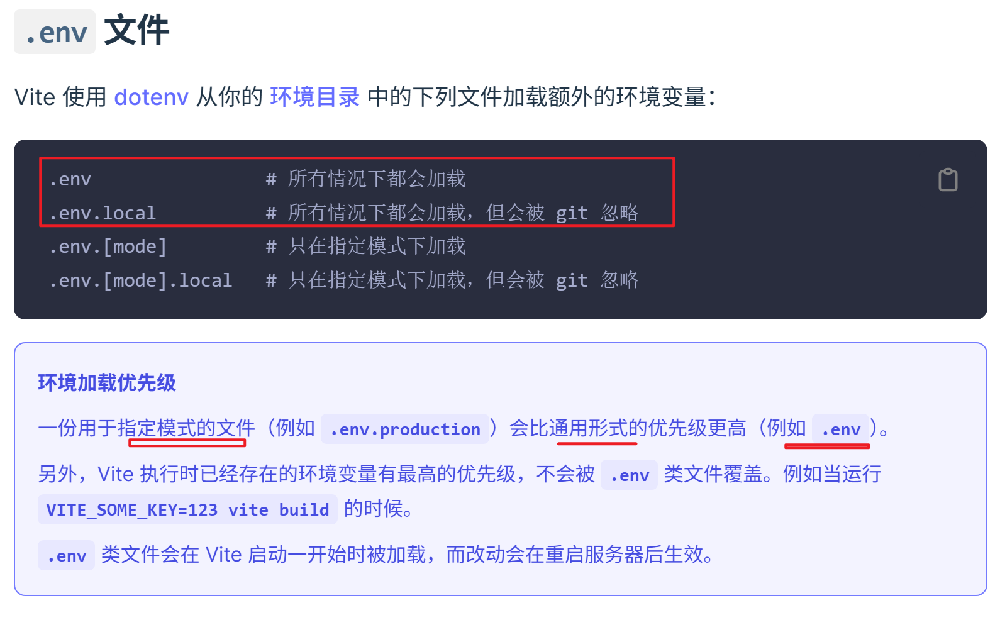 .env 文件
Vite 使用 dotenv 从你的 环境目录 中的下列文件加载额外的环境变量：
.env                # 所有情况下都会加载
.env.local          # 所有情况下都会加载，但会被 git 忽略
.env.[mode]         # 只在指定模式下加载
.env.[mode].local   # 只在指定模式下加载，但会被 git 忽略
环境加载优先级
一份用于指定模式的文件（例如 .env.production）会比通用形式的优先级更高（例如 .env）。
另外，Vite 执行时已经存在的环境变量有最高的优先级，不会被 .env 类文件覆盖。例如当运行
VITE_SOME_KEY=123 vite build 的时候。
.env 类文件会在 Vite 启动一开始时被加载，而改动会在重启服务器后生效。